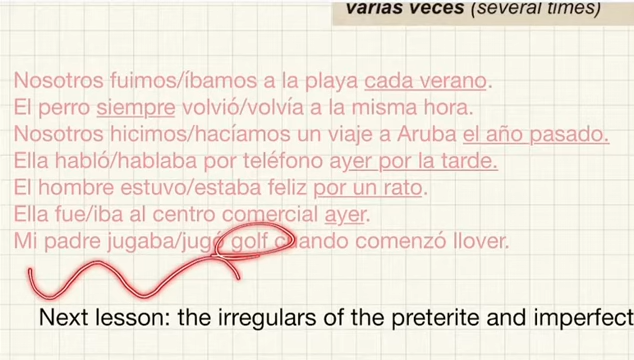 varias veces (several times)
Nosotros fuimos/íbamos a la playa cada verano.
El perro siempre volvió/volvía a la misma hora.
Nosotros hicimos/hacíamos un viaje a Aruba el año pasado.
Ella habló/hablaba por teléfono ayer por la tarde.
El hombre estuvo/estaba feliz por un rato.
Ella fue/iba al centro comercial ayer.
Mi padre jugaba/jugó golf cuando comenzó llover.
Next lesson: the irregulars of the preterite and imperfect